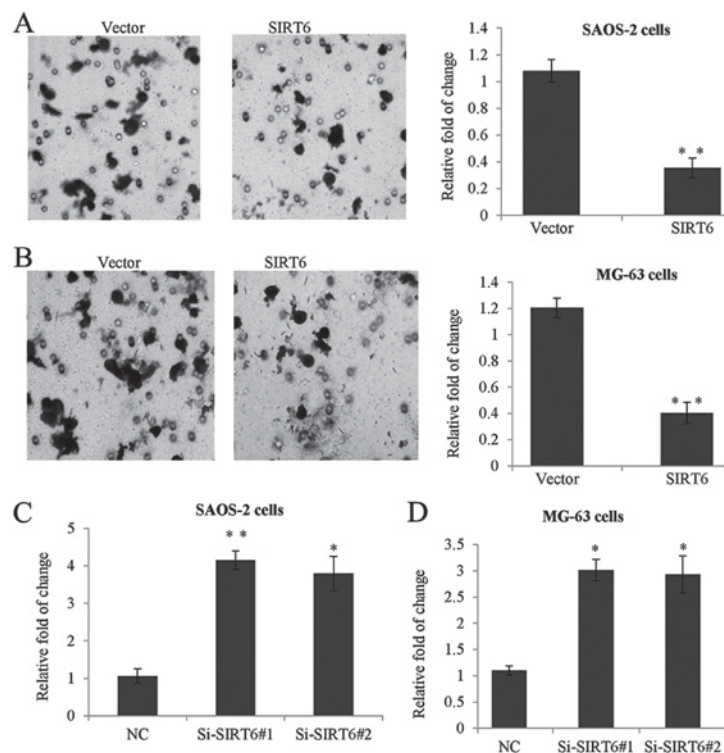 A
Vector
SIRT6
SAOS-2 cells
Relative fold of change
1.4
1.2
1
0.8
0.6
0.4
0.2
0
* *
Vector
SIRT6
B
Vector
SIRT6
MG-63 cells
Relative fold of change
1.4
1.2
1
0.8
0.6
0.4
0.2
0
* *
Vector
SIRT6
C
SAOS-2 cells
Relative fold of change
5
4
3
2
1
0
* *
*
NC
Si-SIRT6#1
Si-SIRT6#2
D
MG-63 cells
Relative fold of change
3.5
3
2.5
2
1.5
1
0.5
0
*
*
NC
Si-SIRT6#1
Si-SIRT6#2